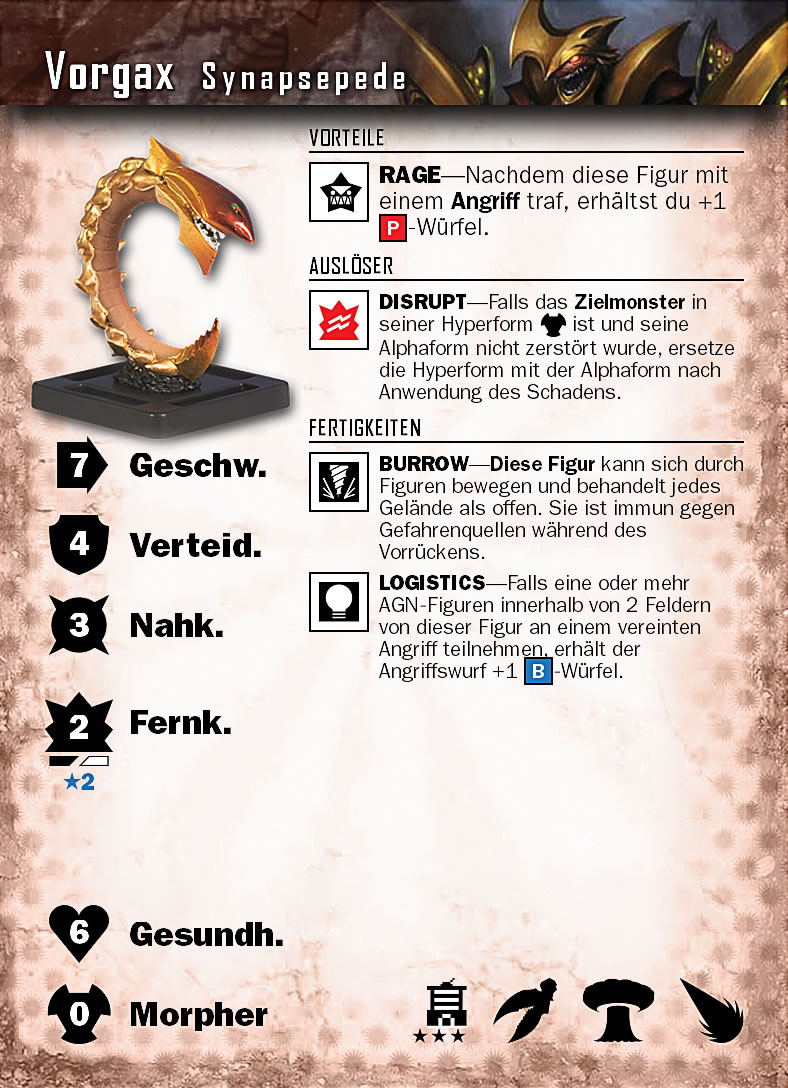 Vorgax Synapsepede
VORTEILE
RAGE—Nachdem diese Figur mit
einem Angriff traf, erhältst du +1
P-Würfel.
AUSLÖSER
DISRUPT—Falls das Zielmonster in
seiner Hyperform ist und seine
Alphaform nicht zerstört wurde, ersetze
die Hyperform mit der Alphaform nach
Anwendung des Schadens.
FERTIGKEITEN
BURROW—Diese Figur kann sich durch
Figuren bewegen und behandelt jedes
Gelände als offen. Sie ist immun gegen
Gefahrenquellen während des
Vorrückens.
LOGISTICS—Falls eine oder mehr
AGN-Figuren innerhalb von 2 Feldern
von dieser Figur an einem vereinten
Angriff teilnehmen, erhält der
Angriffswurf +1 B-Würfel.
7 Geschw.
4 Verteid.
3 Nahk.
2 Fernk.
★2
6 Gesundh.
0 Morpher
★★★